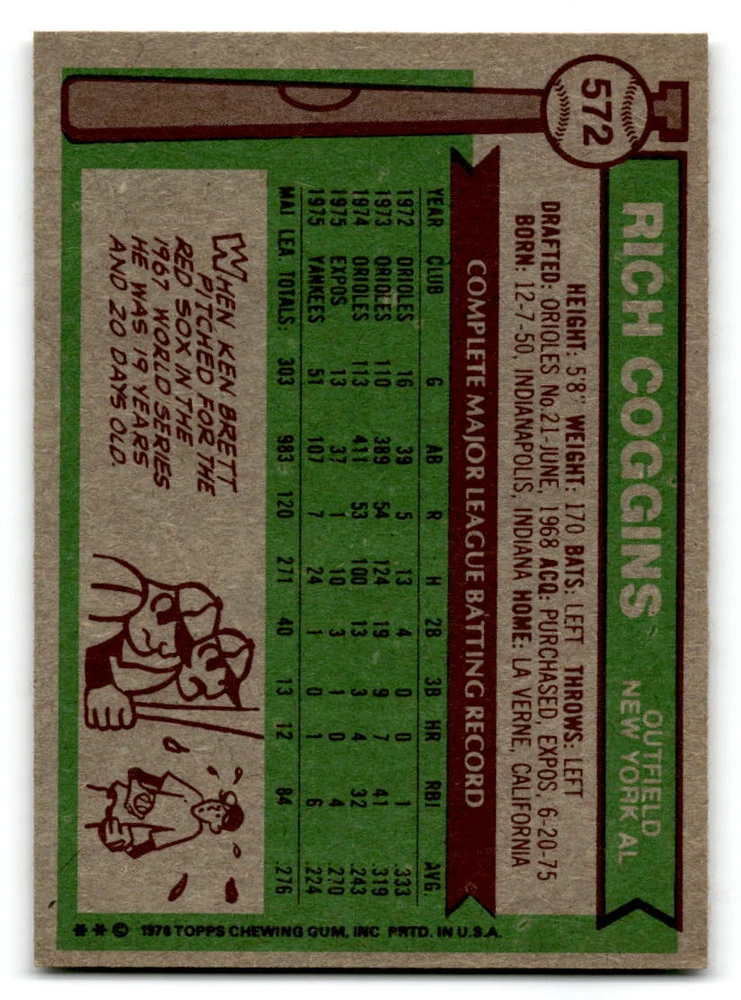 572
RICH COGGINS
OUTFIELD
NEW YORK AL
HEIGHT: 5'8" WEIGHT: 170 BATS: LEFT THROWS: LEFT
DRAFTED: ORIOLES No. 21-JUNE, 1968 ACQ: PURCHASED, EXPOS, 6-20-75
BORN: 12-7-50, INDIANAPOLIS, INDIANA HOME: LA VERNE, CALIFORNIA
COMPLETE MAJOR LEAGUE BATTING RECORD
YEAR CLUB G AB R H 2B 3B HR RBI AVG.
1972 ORIOLES 16 39 5 13 4 0 0 1 .333
1973 ORIOLES 110 389 54 124 19 9 7 41 .319
1974 ORIOLES 113 411 53 100 13 3 4 32 .243
1975 EXPOS 13 37 1 10 3 1 0 4 .270
1975 YANKEES 51 107 7 24 1 0 1 6 .224
MAJ LEA TOTALS: 303 983 120 271 40 13 12 84 .276
WHEN KEN BRETT
PITCHED FOR THE
RED SOX IN THE
1967 WORLD SERIES
HE WAS 19 YEARS
AND 20 DAYS OLD.
** © 1976 TOPPS CHEWING GUM, INC PRTD. IN U.S.A.